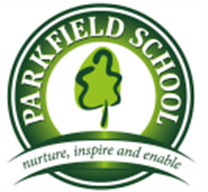 PARKFIELD SCHOOL
nurture, inspire and enable